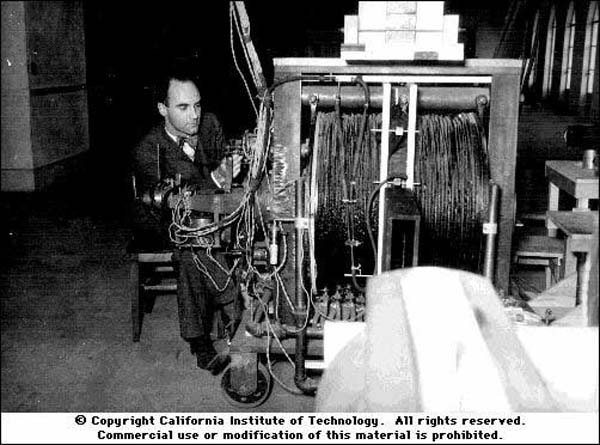 © Copyright California Institute of Technology. All rights reserved.
Commercial use or modification of this material is prohibited.